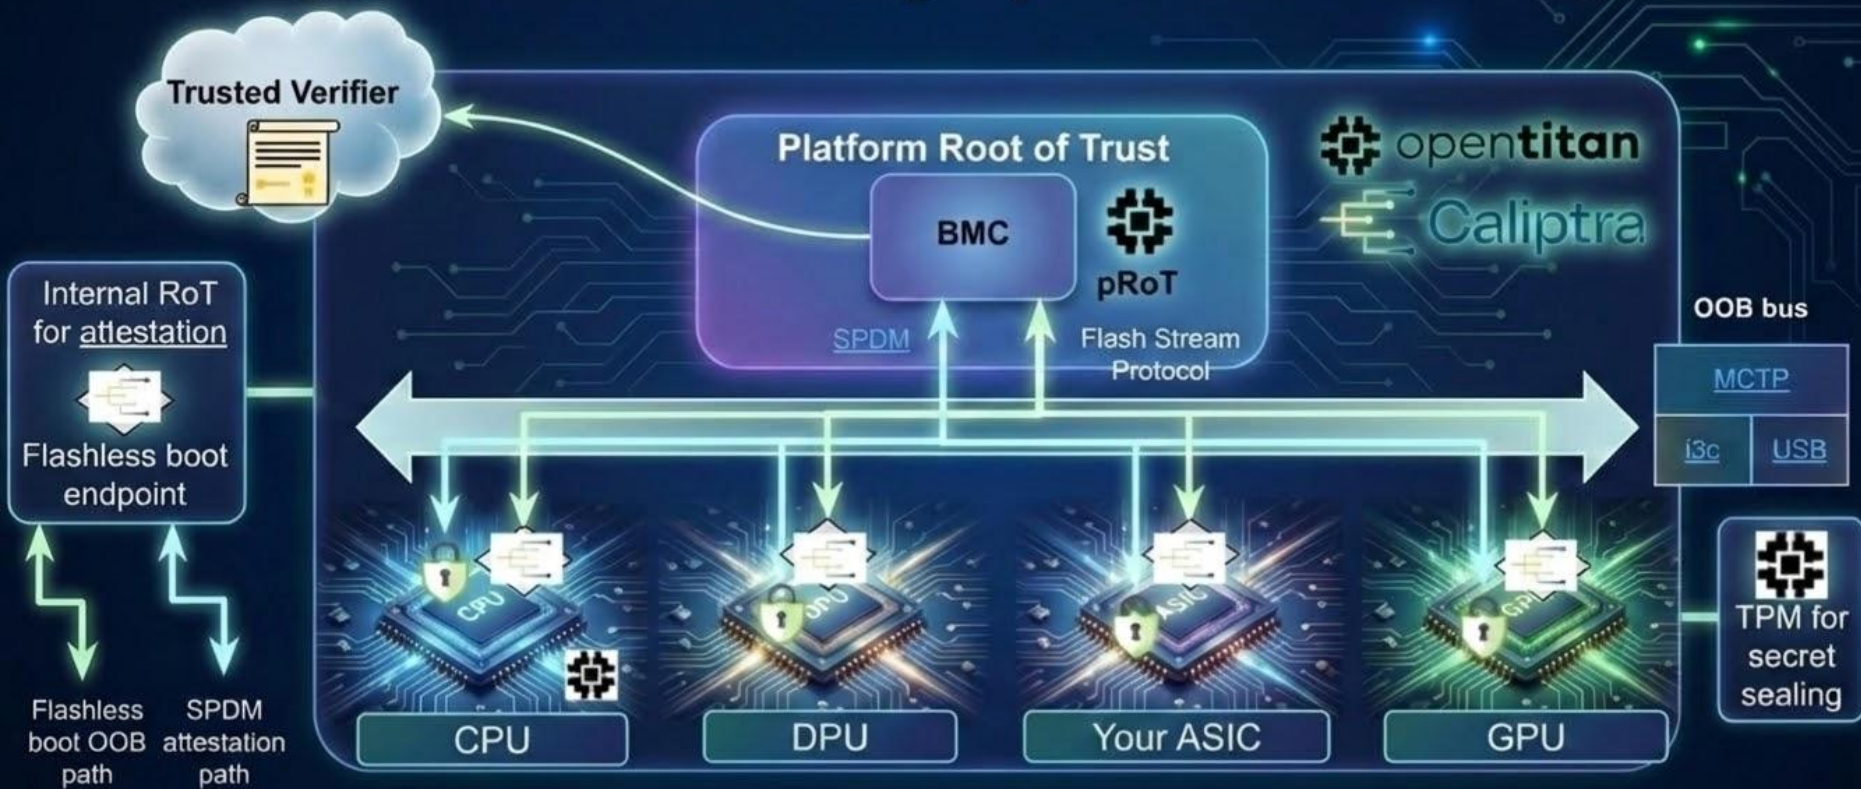 Trusted Verifier
Platform Root of Trust
BMC
pRoT
SPDM
Flash Stream
Protocol
opentitan
Caliptra
Internal RoT
for attestation
Flashless boot
endpoint
OOB bus
MCTP
i3c
USB
CPU
DPU
ASIC
GPU
TPM for
secret
sealing
Flashless
boot OOB
path
SPDM
attestation
path
CPU
DPU
Your ASIC
GPU